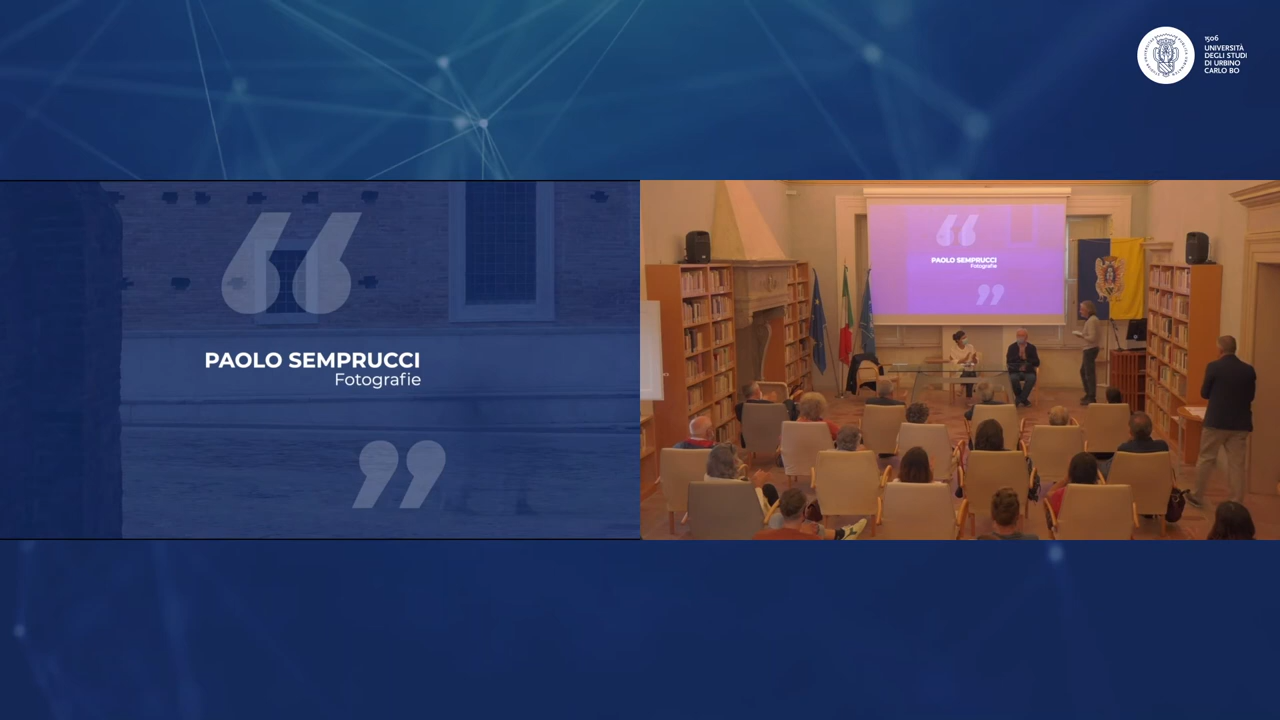 1506
UNIVERSITÀ
DEGLI STUDI
DI URBINO
CARLO BO
“
PAOLO SEMPRUCCI
Fotografie
”
“
PAOLO SEMPRUCCI
Fotografie
”